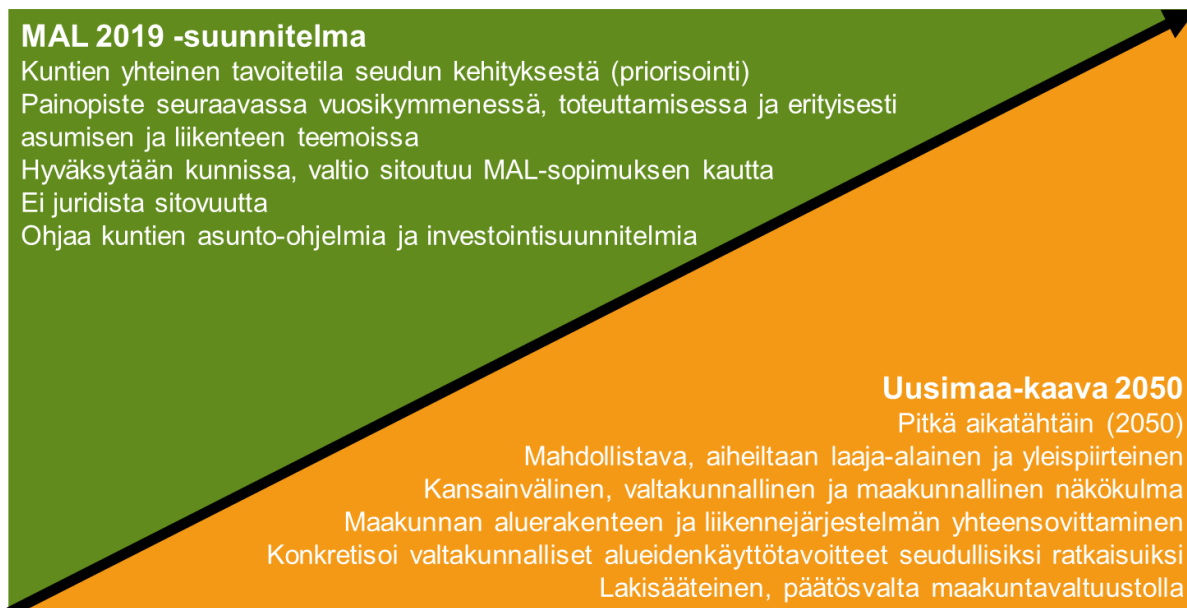 MAL 2019 -suunnitelma
Kuntien yhteinen tavoitetila seudun kehityksestä (priorisointi)
Painopiste seuraavassa vuosikymmenessä, toteuttamisessa ja erityisesti
asumisen ja liikenteen teemoissa
Hyväksytään kunnissa, valtio sitoutuu MAL-sopimuksen kautta
Ei juridista sitovuutta
Ohjaa kuntien asunto-ohjelmia ja investointisuunnitelmia
Uusimaa-kaava 2050
Pitkä aikatähtäin (2050)
Mahdollistava, aiheiltaan laaja-alainen ja yleispiirteinen
Kansainvälinen, valtakunnallinen ja maakunnallinen näkökulma
Maakunnan aluerakenteen ja liikennejärjestelmän yhteensovittaminen
Konkretisoi valtakunnalliset alueidenkäyttötavoitteet seudullisiksi ratkaisuiksi
Lakisääteinen, päätösvalta maakuntavaltuustolla